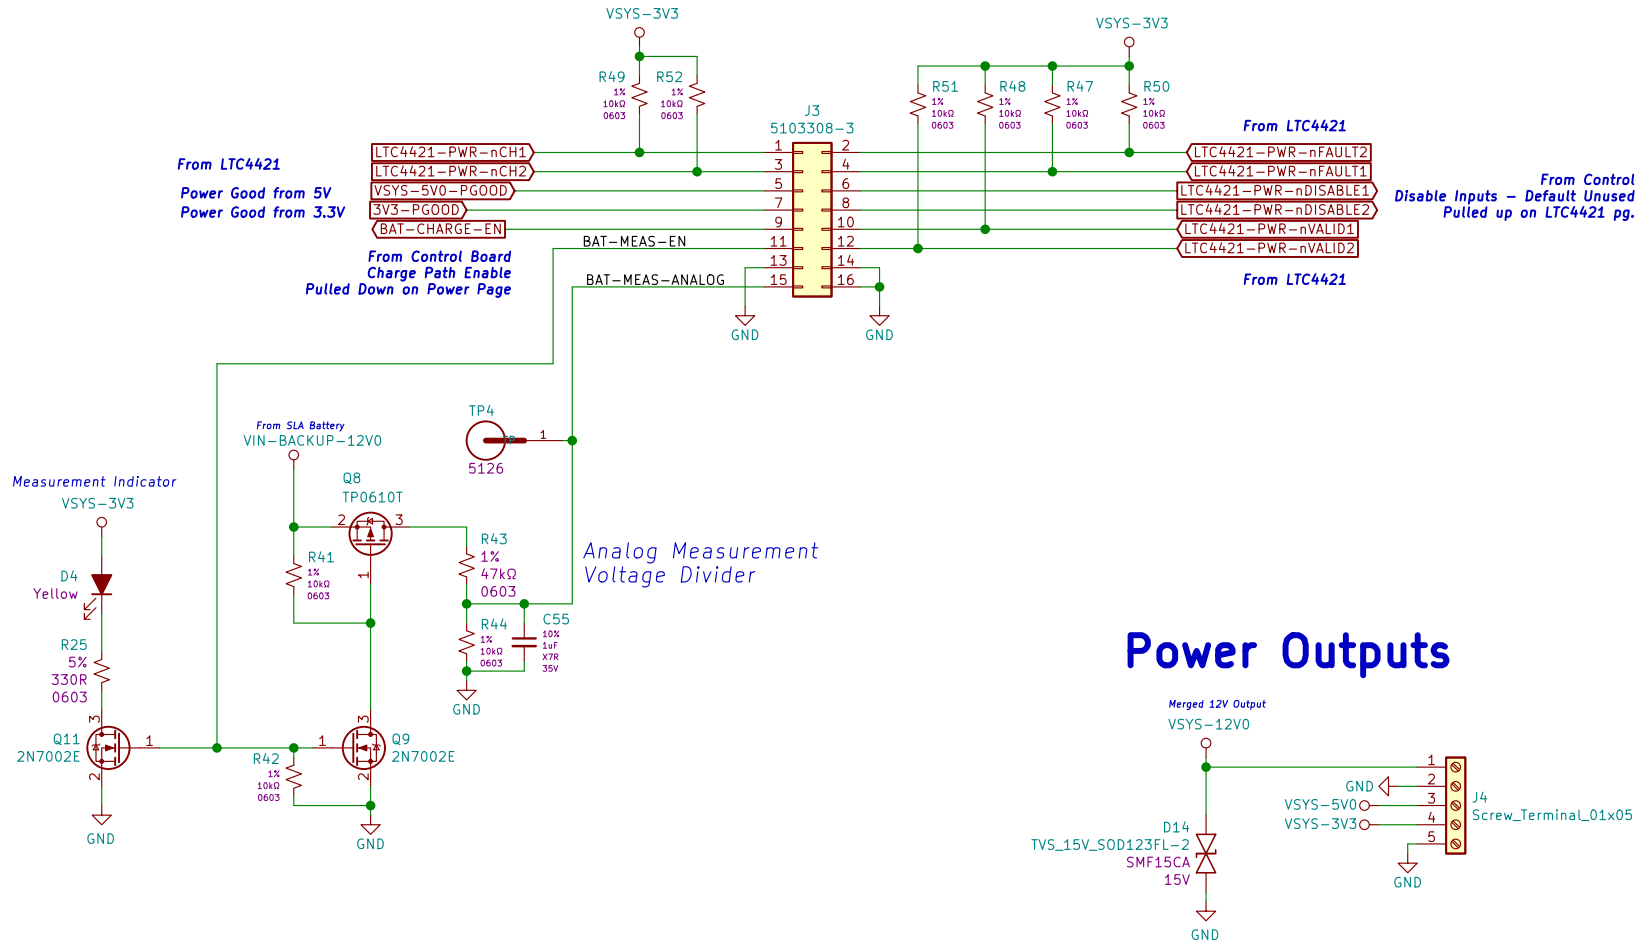 VSYS-3V3
VSYS-3V3
R49
1%
10kΩ
0603
R52
1%
10kΩ
0603
R51
1%
10kΩ
0603
R48
1%
10kΩ
0603
R47
1%
10kΩ
0603
R50
1%
10kΩ
0603
J3
5103308-3
From LTC4421
From LTC4421
Power Good from 5V
Power Good from 3.3V
LTC4421-PWR-nCH1
LTC4421-PWR-nCH2
VSYS-5V0-PGOOD
3V3-PGOOD
BAT-CHARGE-EN
BAT-MEAS-EN
BAT-MEAS-ANALOG
1 2
3 4
5 6
7 8
9 10
11 12
13 14
15 16
LTC4421-PWR-nFAULT2
LTC4421-PWR-nFAULT1
LTC4421-PWR-nDISABLE1
LTC4421-PWR-nDISABLE2
LTC4421-PWR-nVALID1
LTC4421-PWR-nVALID2
From Control
Disable Inputs - Default Unused
Pulled up on LTC4421 pg.
From LTC4421
From Control Board
Charge Path Enable
Pulled Down on Power Page
GND
GND
TP4
TP
1
5126
From SLA Battery
VIN-BACKUP-12V0
Measurement Indicator
VSYS-3V3
Q8
TP0610T
2
3
1
R41
1%
10kΩ
0603
R43
1%
47kΩ
0603
Analog Measurement
Voltage Divider
D4
Yellow
R44
1%
10kΩ
0603
C55
10%
1uF
X7R
35V
GND
R25
5%
330R
0603
Q11
2N7002E
3
1
2
GND
R42
1%
10kΩ
0603
Q9
2N7002E
3
1
2
GND
Power Outputs
Merged 12V Output
VSYS-12V0
1
2
3
4
5
GND
VSYS-5V0
VSYS-3V3
J4
Screw_Terminal_01x05
GND
D14
TVS_15V_SOD123FL-2
SMF15CA
15V
GND